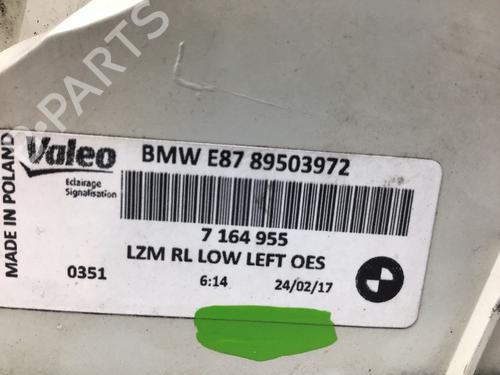 B-PARTS
MADE IN POLAND
Valeo
Eclairage
Signalisation
BMW E87 89503972
7 164 955
LZM RL LOW LEFT OES
0351
6:14
24/02/17